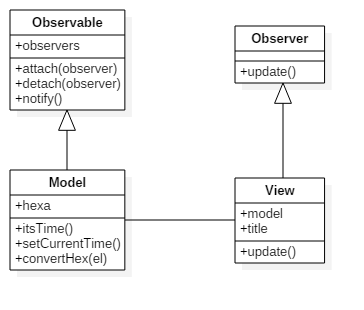 Observable
+observers
+attach(observer)
+detach(observer)
+notify()
Observer
+update()
Model
+hexa
+itsTime()
+setCurrentTime()
+convertHex(el)
View
+model
+title
+update()